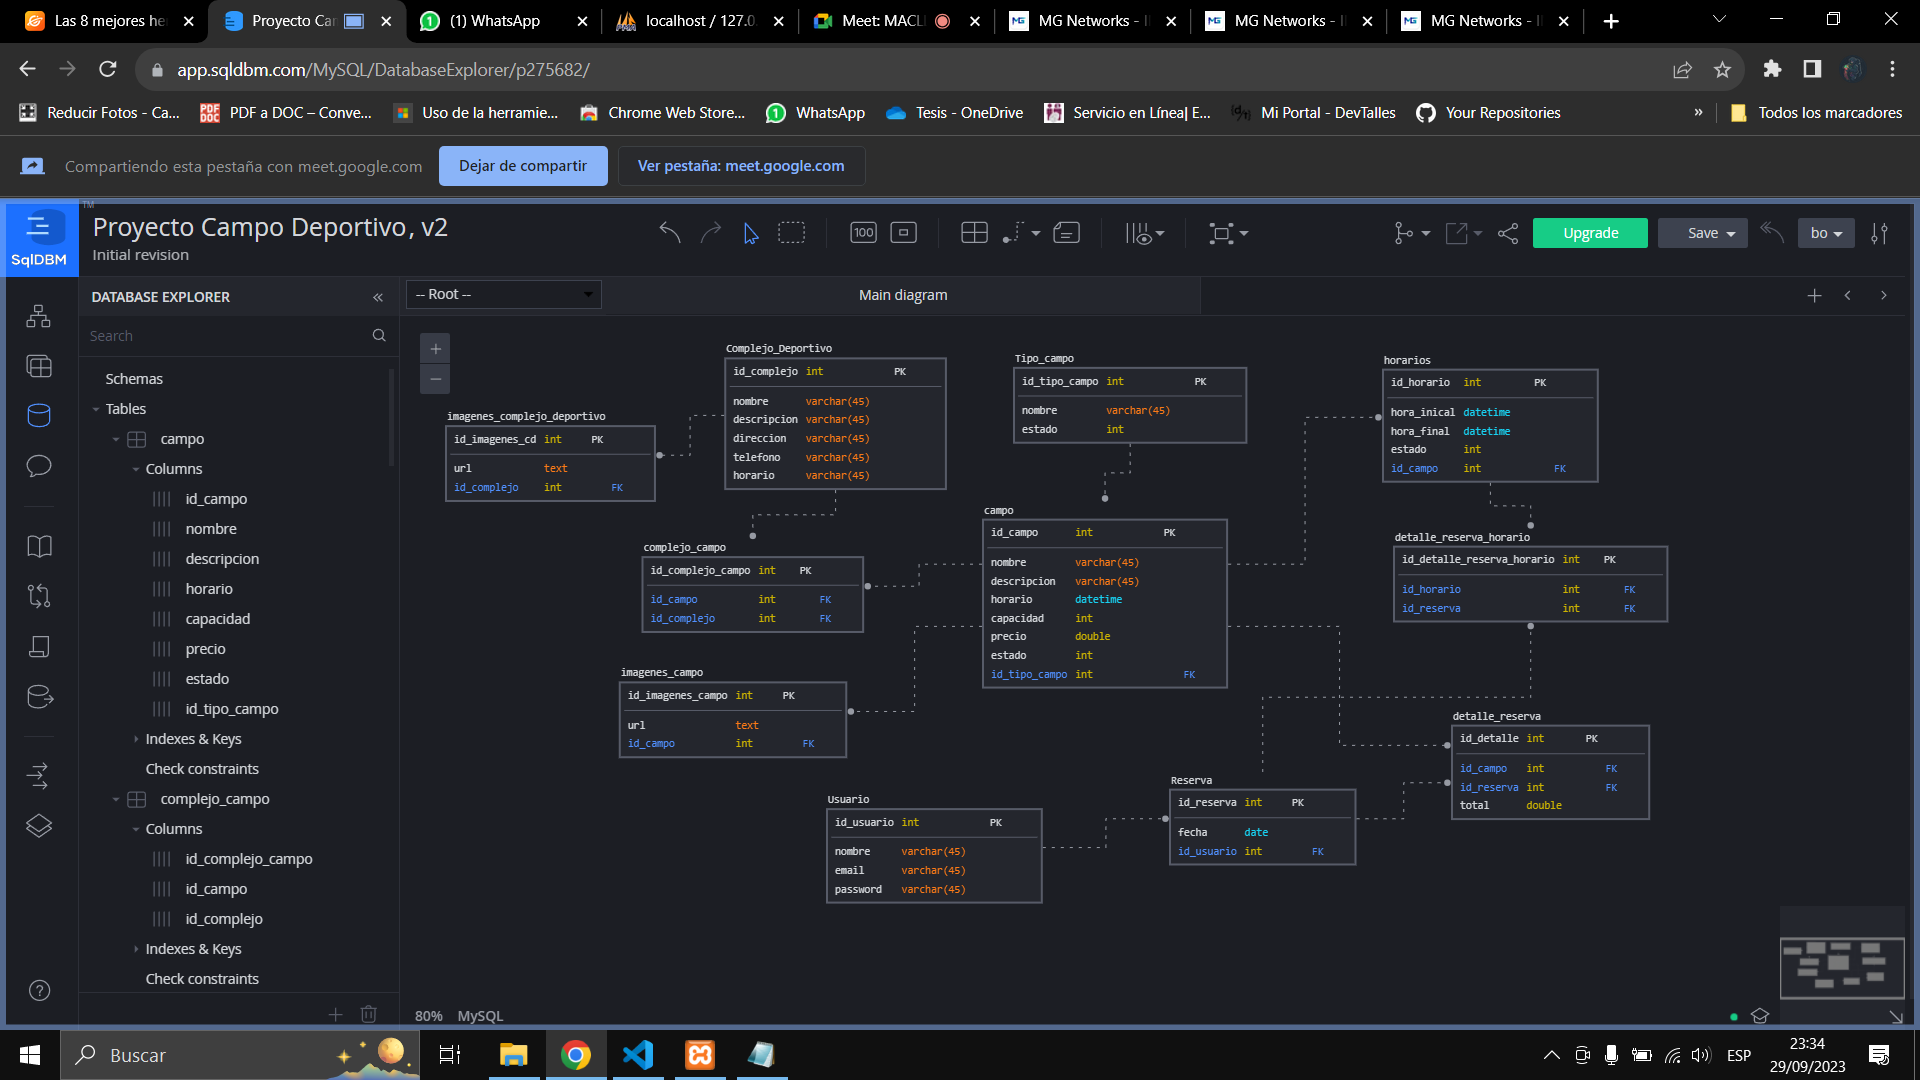 Las 8 mejores he
Proyecto Ca
(1) WhatsApp
localhost / 127.0
Meet: MACL
MG Networks - I
MG Networks - I
MG Networks - I
app.sqldbm.com/MySQL/DatabaseExplorer/p275682/
Reducir Fotos - Ca...
PDF a DOC – Conve...
Uso de la herramie...
Chrome Web Store...
WhatsApp
Tesis - OneDrive
Servicio en Línea| E...
Mi Portal - DevTalles
Your Repositories
»
Todos los marcadores
Compartiendo esta pestaña con meet.google.com
Dejar de compartir
Ver pestaña: meet.google.com
SqlDBM
TM
Proyecto Campo Deportivo, v2
Initial revision
100
Upgrade
Save
bo
DATABASE EXPLORER
«
-- Root --
Main diagram
Search
Schemas
Tables
campo
Columns
id_campo
nombre
descripcion
horario
capacidad
precio
estado
id_tipo_campo
Indexes & Keys
Check constraints
complejo_campo
Columns
id_complejo_campo
id_campo
id_complejo
Indexes & Keys
Check constraints
imagenes_complejo_deportivo
id_imagenes_cd int PK
url text
id_complejo int FK
Complejo_Deportivo
id_complejo int PK
nombre varchar(45)
descripcion varchar(45)
direccion varchar(45)
telefono varchar(45)
horario varchar(45)
Tipo_campo
id_tipo_campo int PK
nombre varchar(45)
estado int
horarios
id_horario int PK
hora_inical datetime
hora_final datetime
estado int
id_campo int FK
complejo_campo
id_complejo_campo int PK
id_campo int FK
id_complejo int FK
campo
id_campo int PK
nombre varchar(45)
descripcion varchar(45)
horario datetime
capacidad int
precio double
estado int
id_tipo_campo int FK
detalle_reserva_horario
id_detalle_reserva_horario int PK
id_horario int FK
id_reserva int FK
imagenes_campo
id_imagenes_campo int PK
url text
id_campo int FK
detalle_reserva
id_detalle int PK
id_campo int FK
id_reserva int FK
total double
Usuario
id_usuario int PK
nombre varchar(45)
email varchar(45)
password varchar(45)
Reserva
id_reserva int PK
fecha date
id_usuario int FK
80% MySQL
Buscar
ESP
23:34
29/09/2023